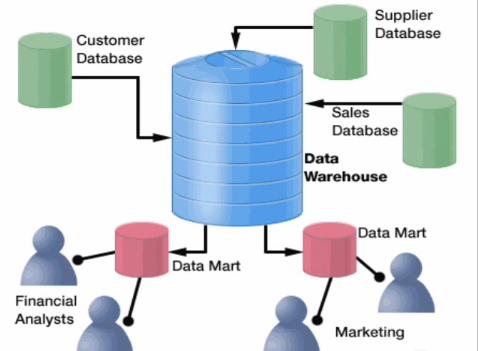 Supplier
Database
Customer
Database
Sales
Database
Data
Warehouse
Data Mart
Data Mart
Financial
Analysts
Marketing